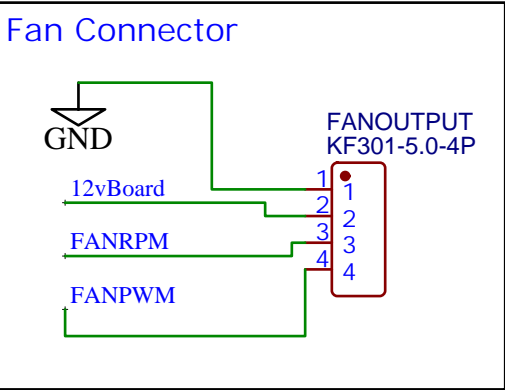 Fan Connector
GND
FANOUTPUT
KF301-5.0-4P
12vBoard
FANRPM
FANPWM
1 1
2 2
3 3
4 4